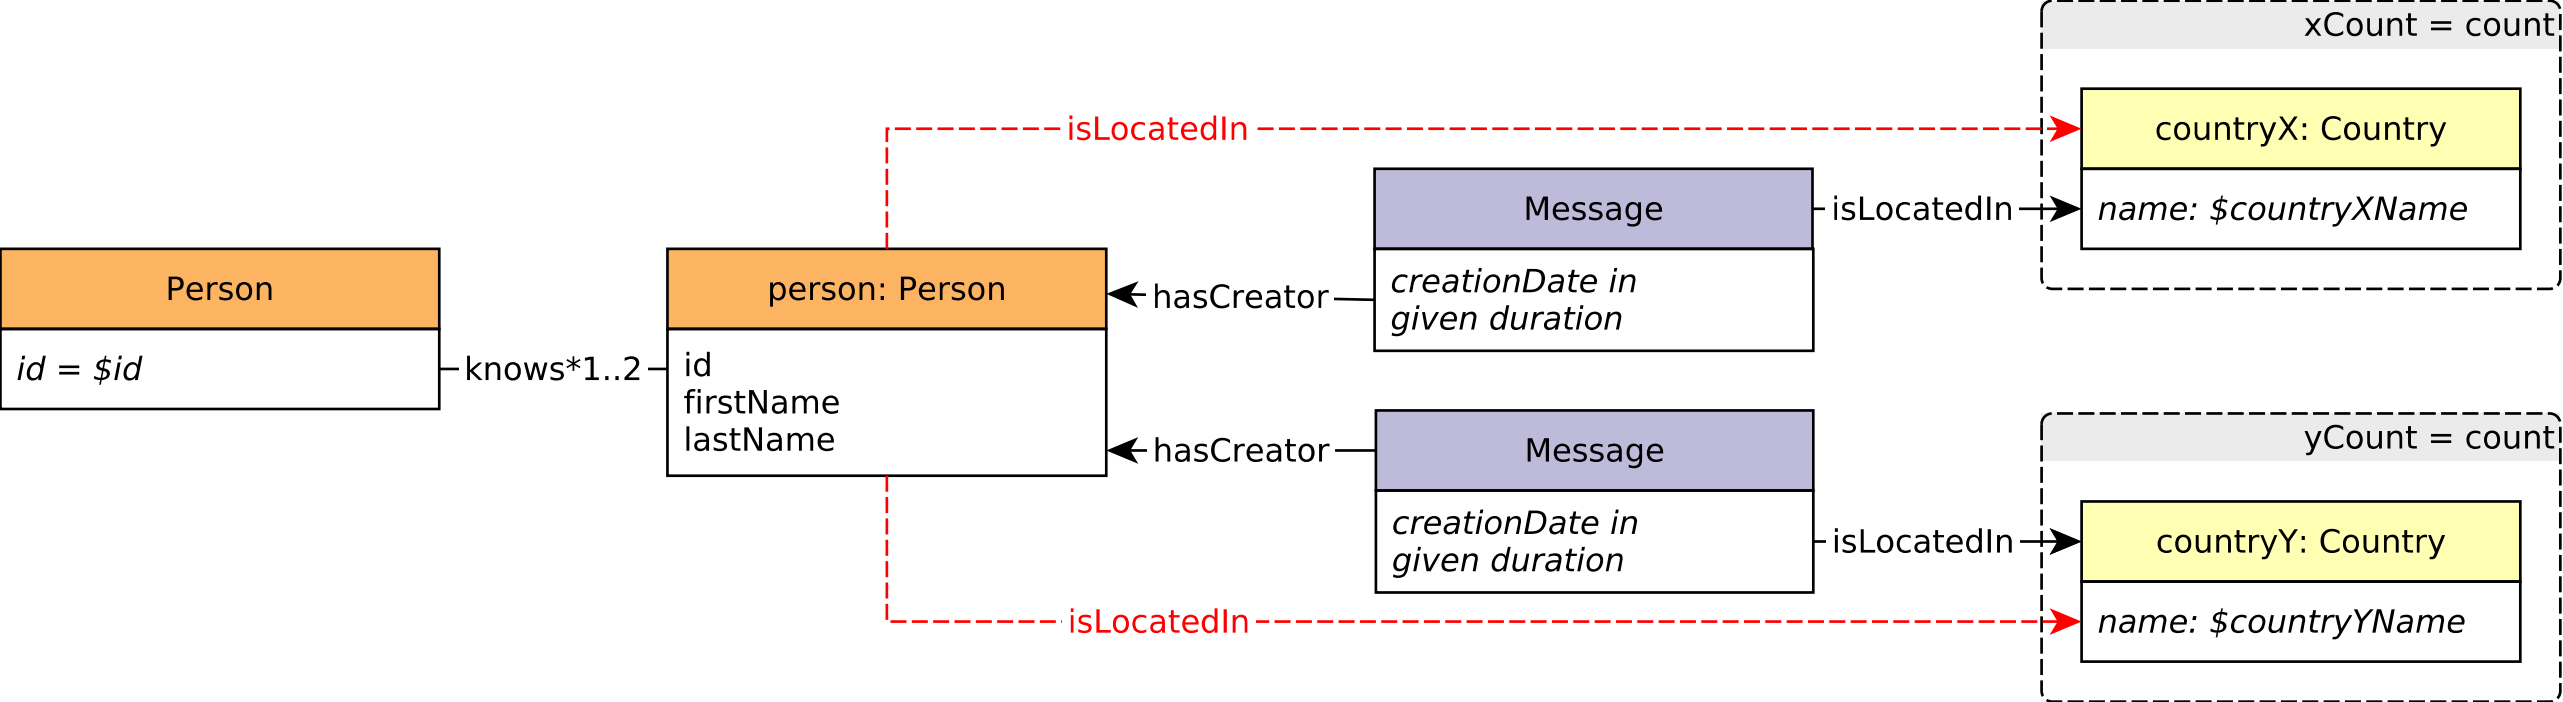 xCount = count
countryX: Country
name: $countryXName
isLocatedIn
Message
creationDate in
given duration
isLocatedIn
Person
id = $id
knows*1..2
person: Person
id
firstName
lastName
hasCreator
hasCreator
Message
creationDate in
given duration
isLocatedIn
isLocatedIn
yCount = count
countryY: Country
name: $countryYName